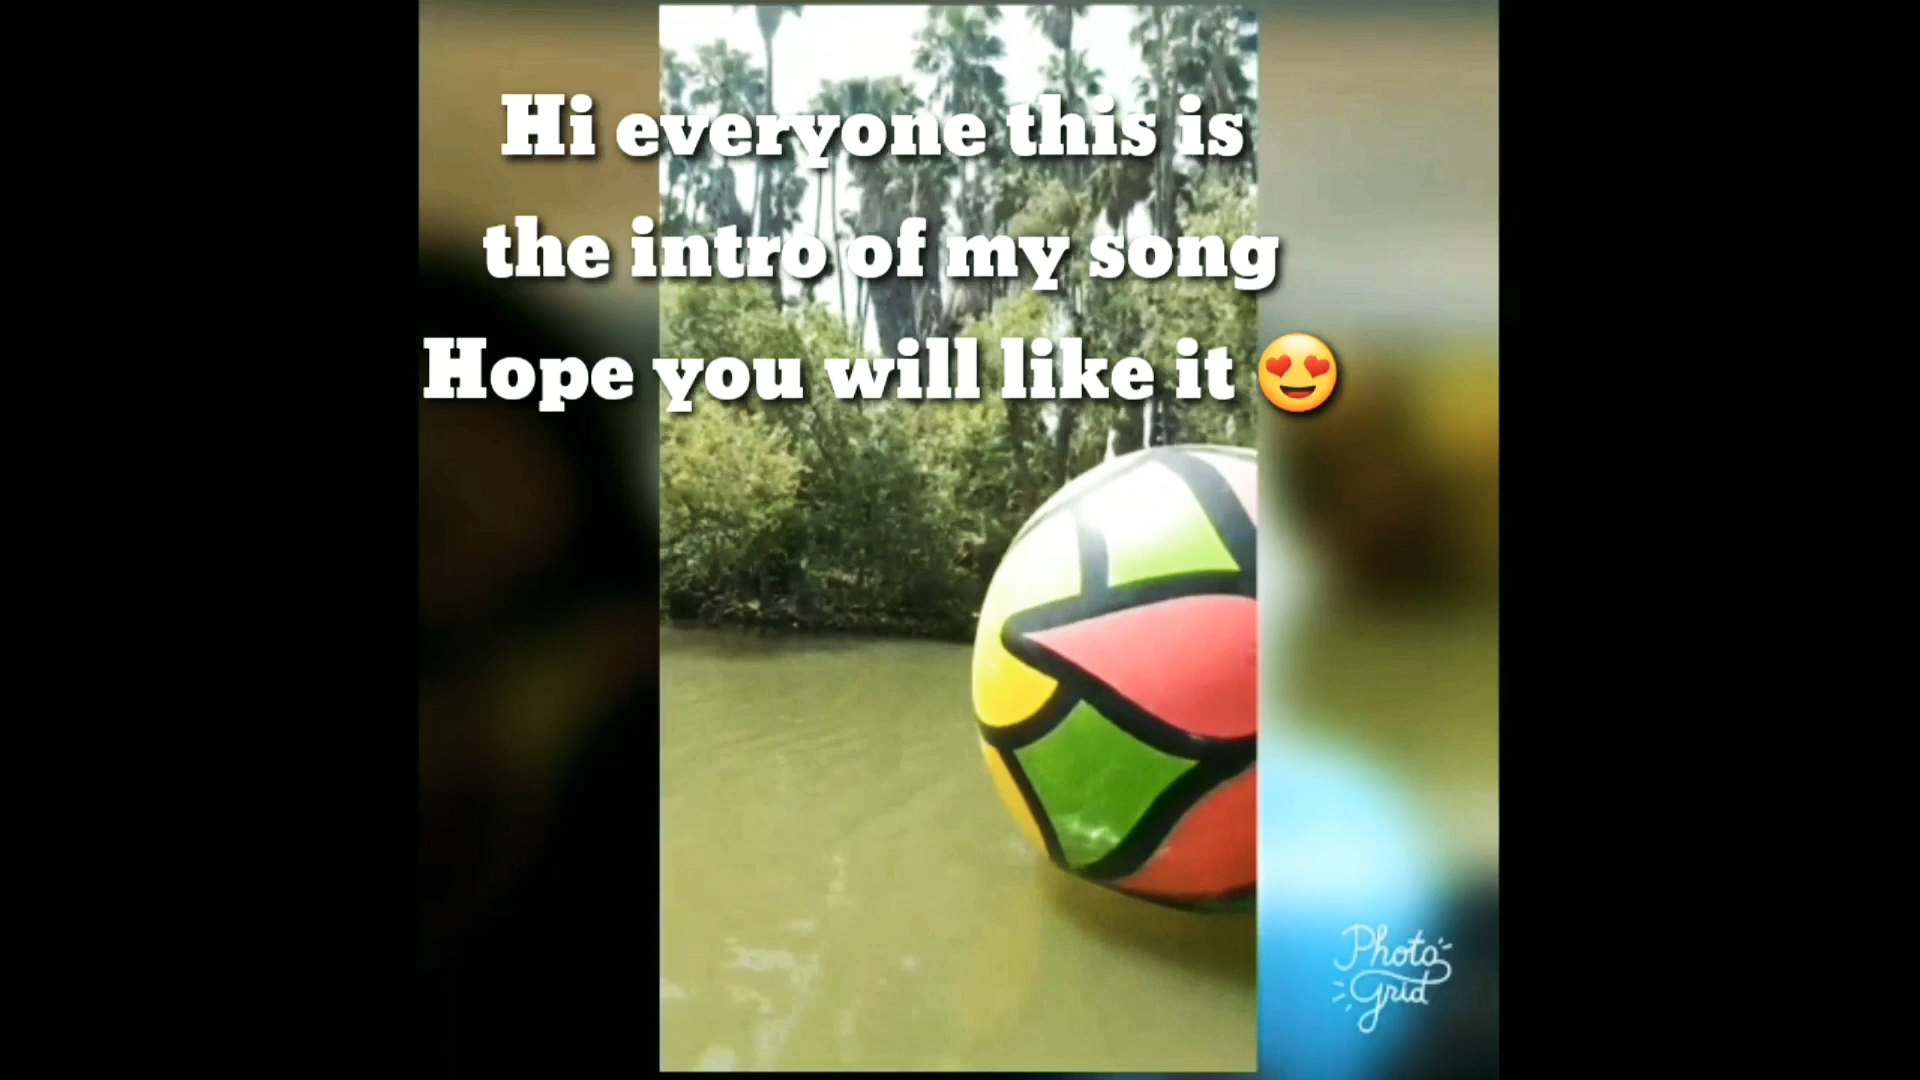 Hi everyone this is
the intro of my song
Hope you will like it 😍
Photo
Grid